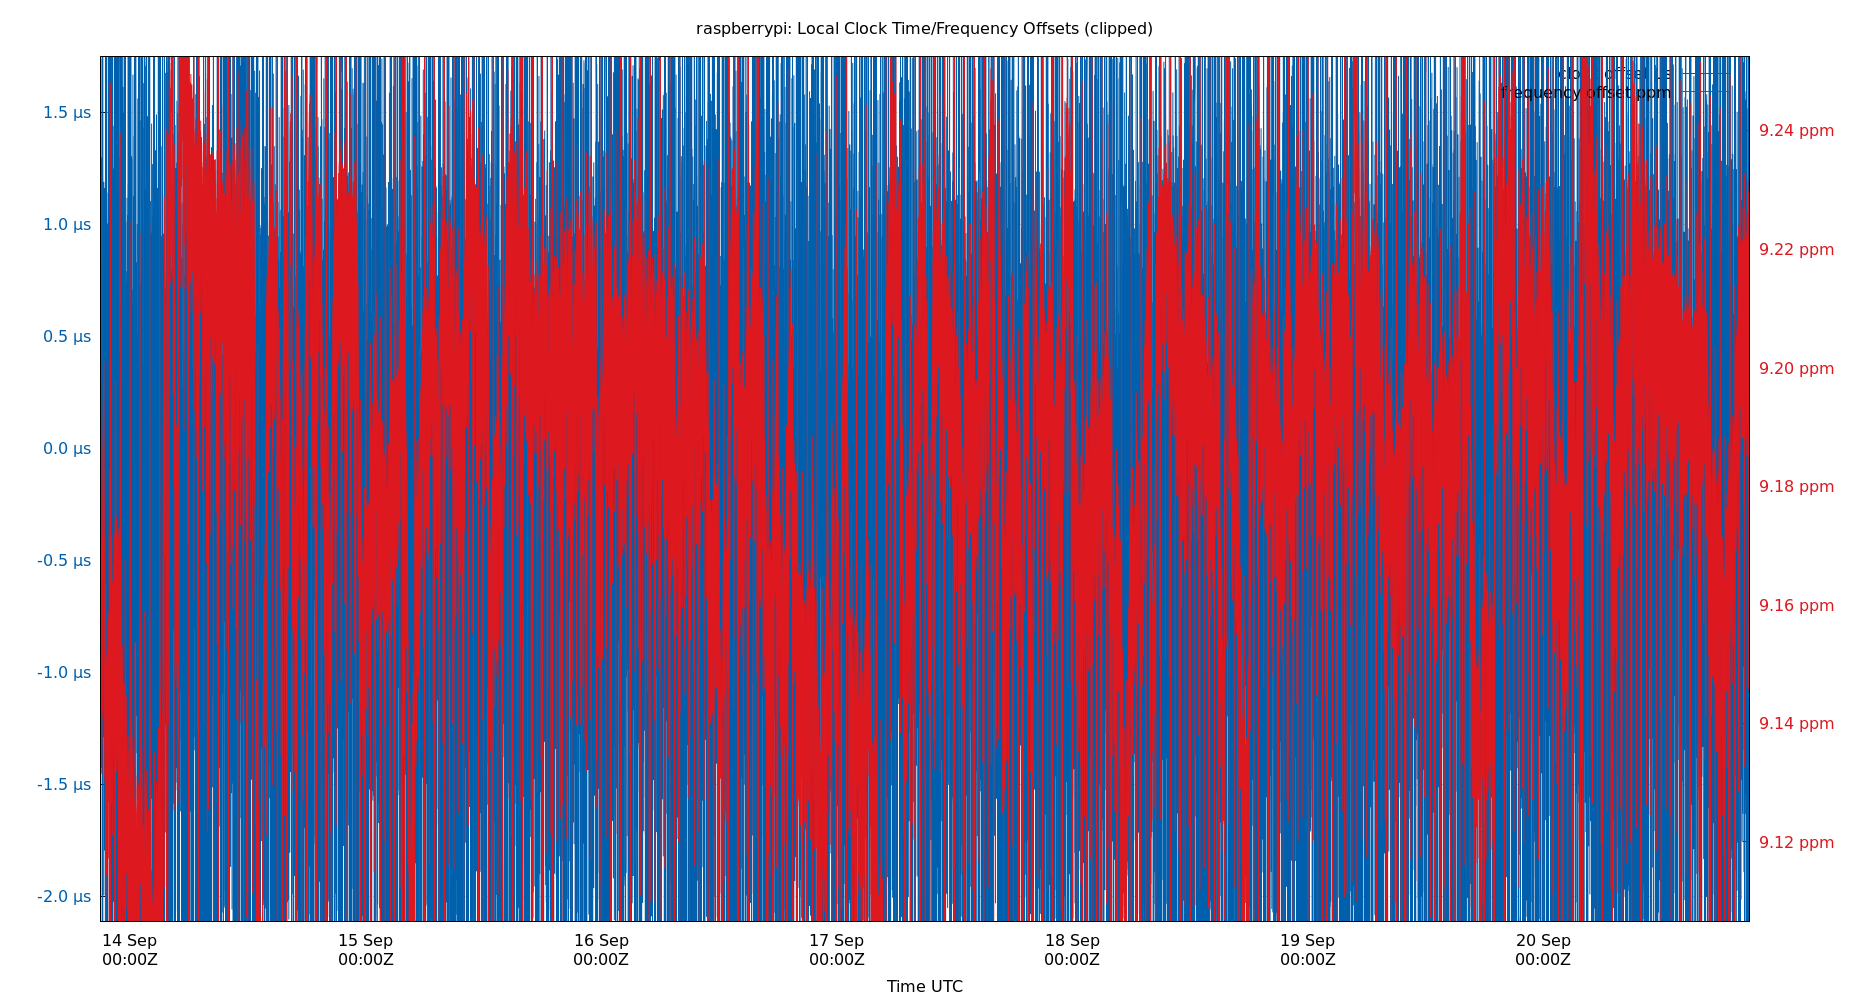 raspberrypi: Local Clock Time/Frequency Offsets (clipped)
clock offset µs
frequency offset ppm
1.5 µs
1.0 µs
0.5 µs
0.0 µs
-0.5 µs
-1.0 µs
-1.5 µs
-2.0 µs
9.24 ppm
9.22 ppm
9.20 ppm
9.18 ppm
9.16 ppm
9.14 ppm
9.12 ppm
14 Sep 15 Sep 16 Sep 17 Sep 18 Sep 19 Sep 20 Sep
00:00Z 00:00Z 00:00Z 00:00Z 00:00Z 00:00Z 00:00Z
Time UTC